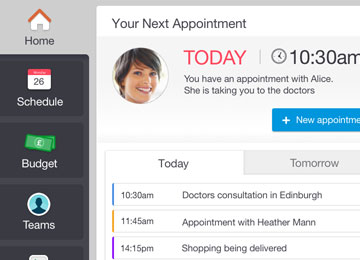 Your Next Appointment
Home
TODAY 10:30am
You have an appointment with Alice.
She is taking you to the doctors
Monday
26
Schedule
+ New appointme
£
Budget
Today Tomorrow
10:30am Doctors consultation in Edinburgh
11:45am Appointment with Heather Mann
Teams
14:15pm Shopping being delivered